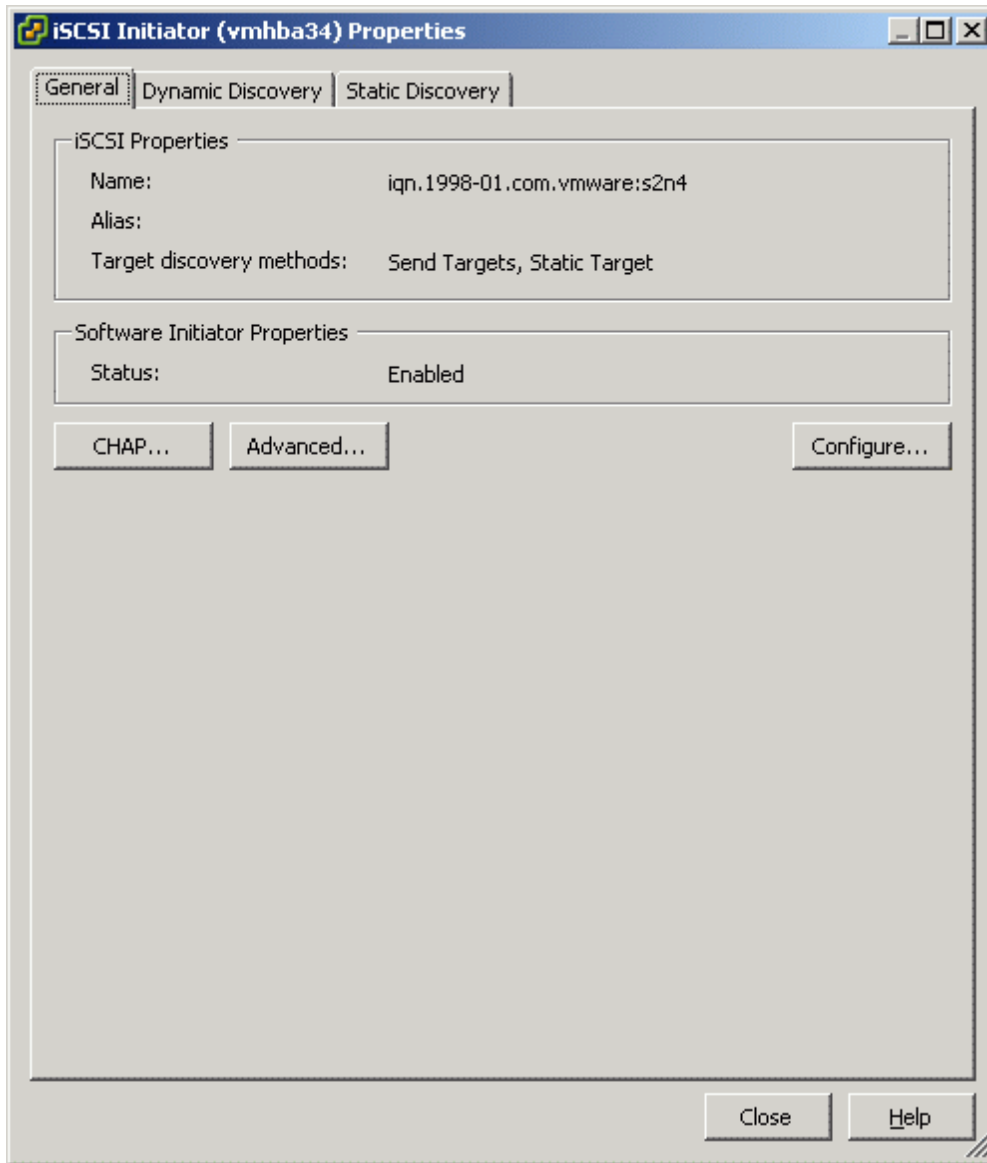 iSCSI Initiator (vmhba34) Properties
General Dynamic Discovery Static Discovery
iSCSI Properties
Name: iqn.1998-01.com.vmware:s2n4
Alias:
Target discovery methods: Send Targets, Static Target
Software Initiator Properties
Status: Enabled
CHAP... Advanced... Configure...
Close Help